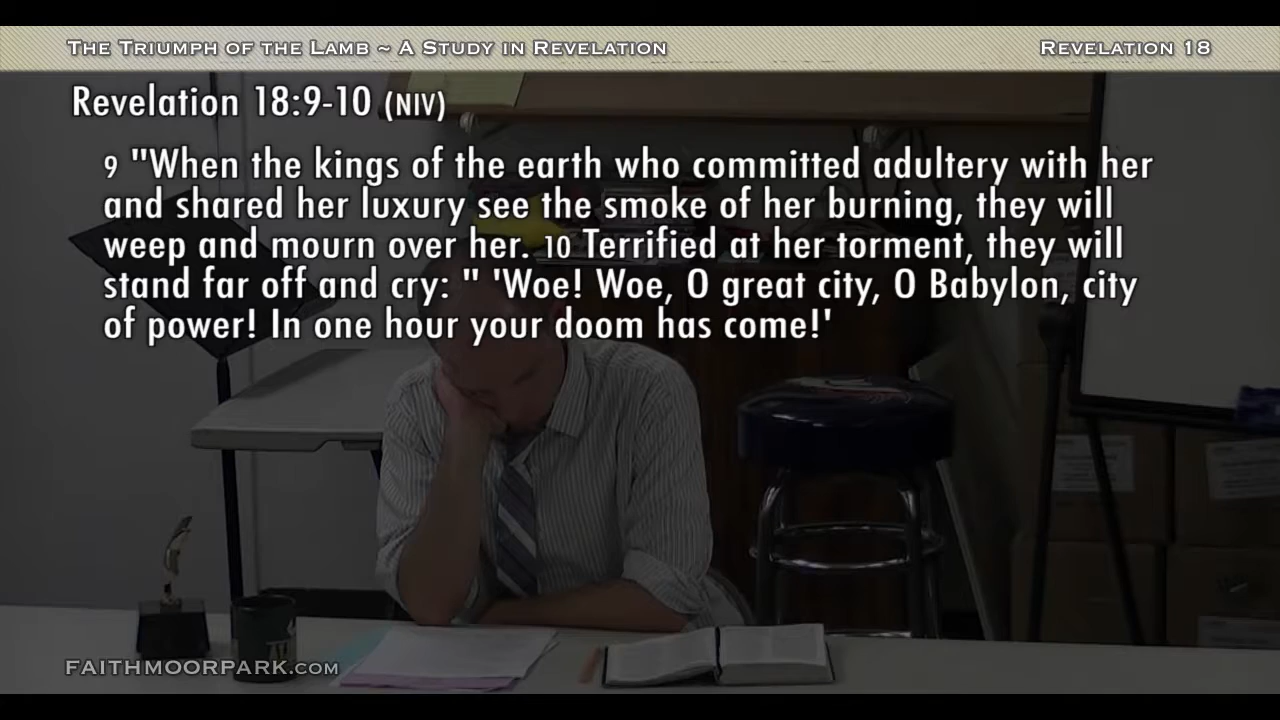 THE TRIUMPH OF THE LAMB ~ A STUDY IN REVELATION
REVELATION 18
Revelation 18:9-10 (NIV)
9 "When the kings of the earth who committed adultery with her
and shared her luxury see the smoke of her burning, they will
weep and mourn over her. 10 Terrified at her torment, they will
stand far off and cry: " 'Woe! Woe, O great city, O Babylon, city
of power! In one hour your doom has come!'
FAITHMOORPARK.COM